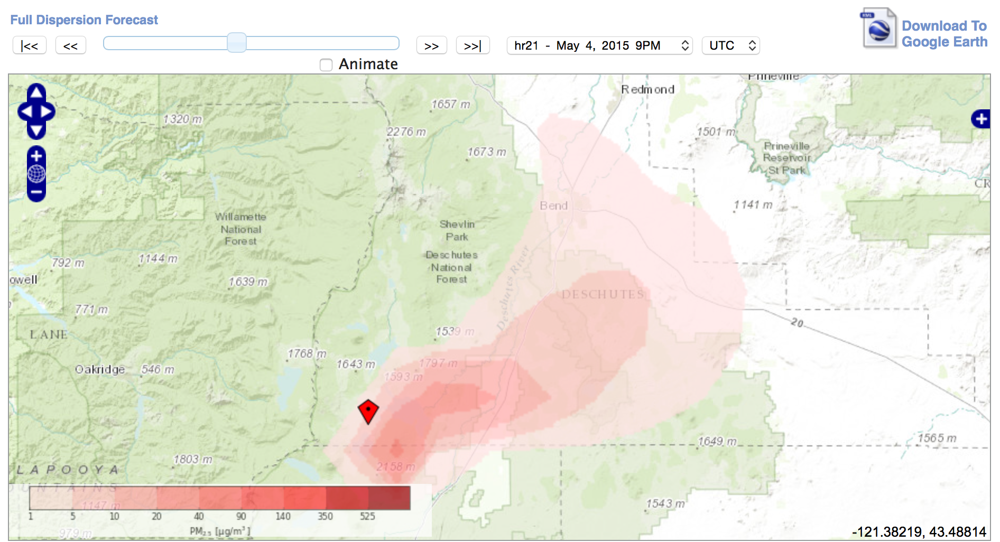 Full Dispersion Forecast
|<<
<<
>>
>>|
hr21 - May 4, 2015 9PM
UTC
KML
Download To
Google Earth
Animate
Prineville
Redmond
1657 m
1320 m
2276 m
1501 m
1673 m
Prineville
Reservoir
St Park
CR
Bend
1141 m
Willamette
National
Forest
Shevlin
Park
Deschutes
National
Forest
792 m
1144 m
owell
1639 m
Deschutes River
DESCHUTES
771 m
20
LANE
1539 m
1768 m
1643 m
1797 m
Oakridge
546 m
1593 m
1649 m
1565 m
1803 m
2158 m
LAPOOYA
OUNTAINS
1147 m
1543 m
1 5 10 20 40 90 140 350 525
PM2.5 [µg/m³]
979 m
-121.38219, 43.48814